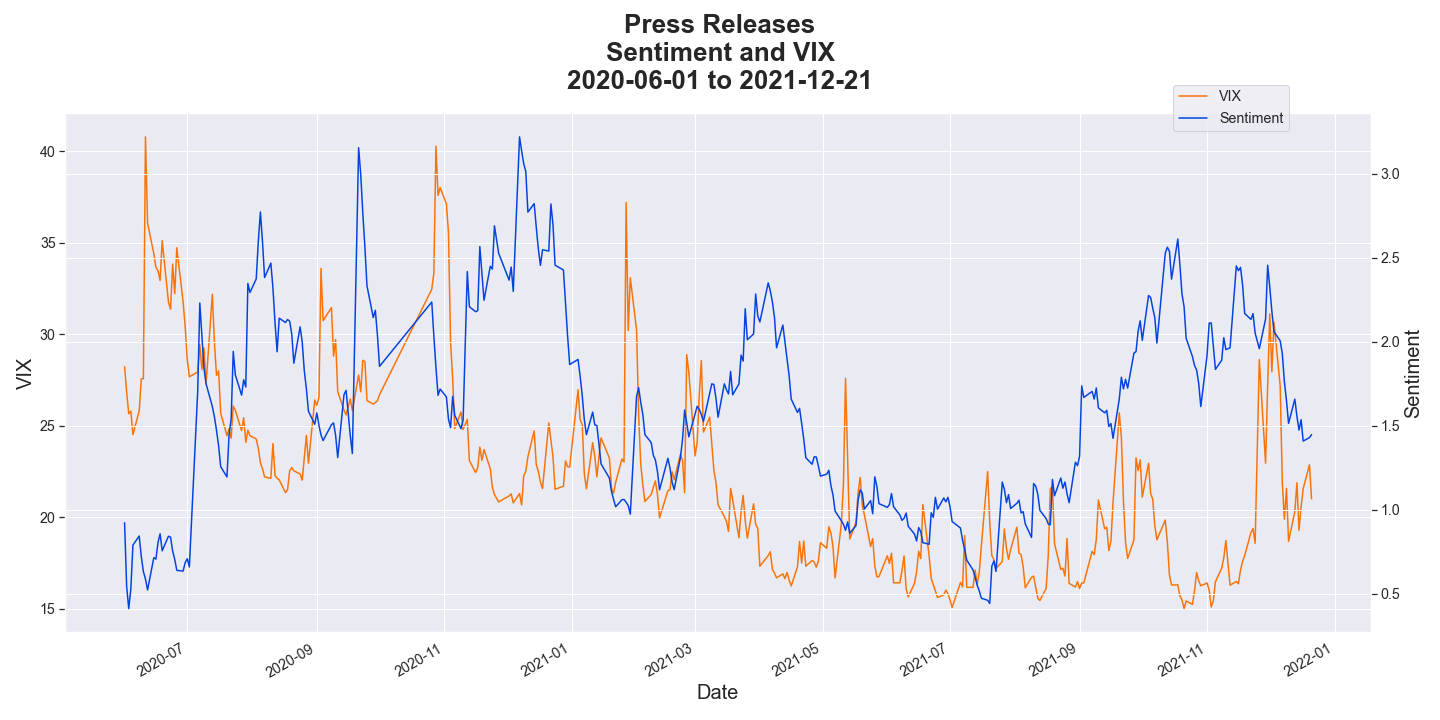 Press Releases
Sentiment and VIX
2020-06-01 to 2021-12-21
VIX
Sentiment
40
35
30
25
20
15
VIX
3.0
2.5
2.0
1.5
1.0
0.5
Sentiment
2020-07
2020-09
2020-11
2021-01
2021-03
2021-05
2021-07
2021-09
2021-11
2022-01
Date